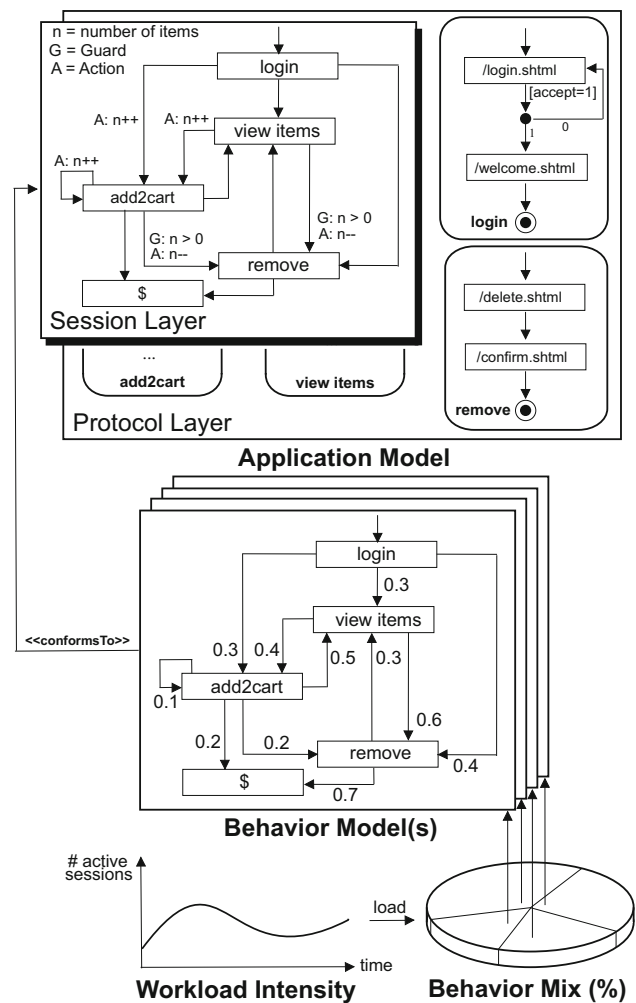 n = number of items
G = Guard
A = Action
login
A: n++
A: n++
view items
A: n++
add2cart
G: n > 0
A: n--
G: n > 0
A: n--
remove
$
Session Layer
/login.shtml
[accept=1]
1
0
/welcome.shtml
login
/delete.shtml
/confirm.shtml
remove
...
add2cart
view items
Protocol Layer
Application Model
<<conformsTo>>
login
0.3
view items
0.3
0.4
0.5
0.3
add2cart
0.1
0.6
0.2
0.2
remove
0.4
$
0.7
Behavior Model(s)
# active
sessions
load
time
Workload Intensity
Behavior Mix (%)